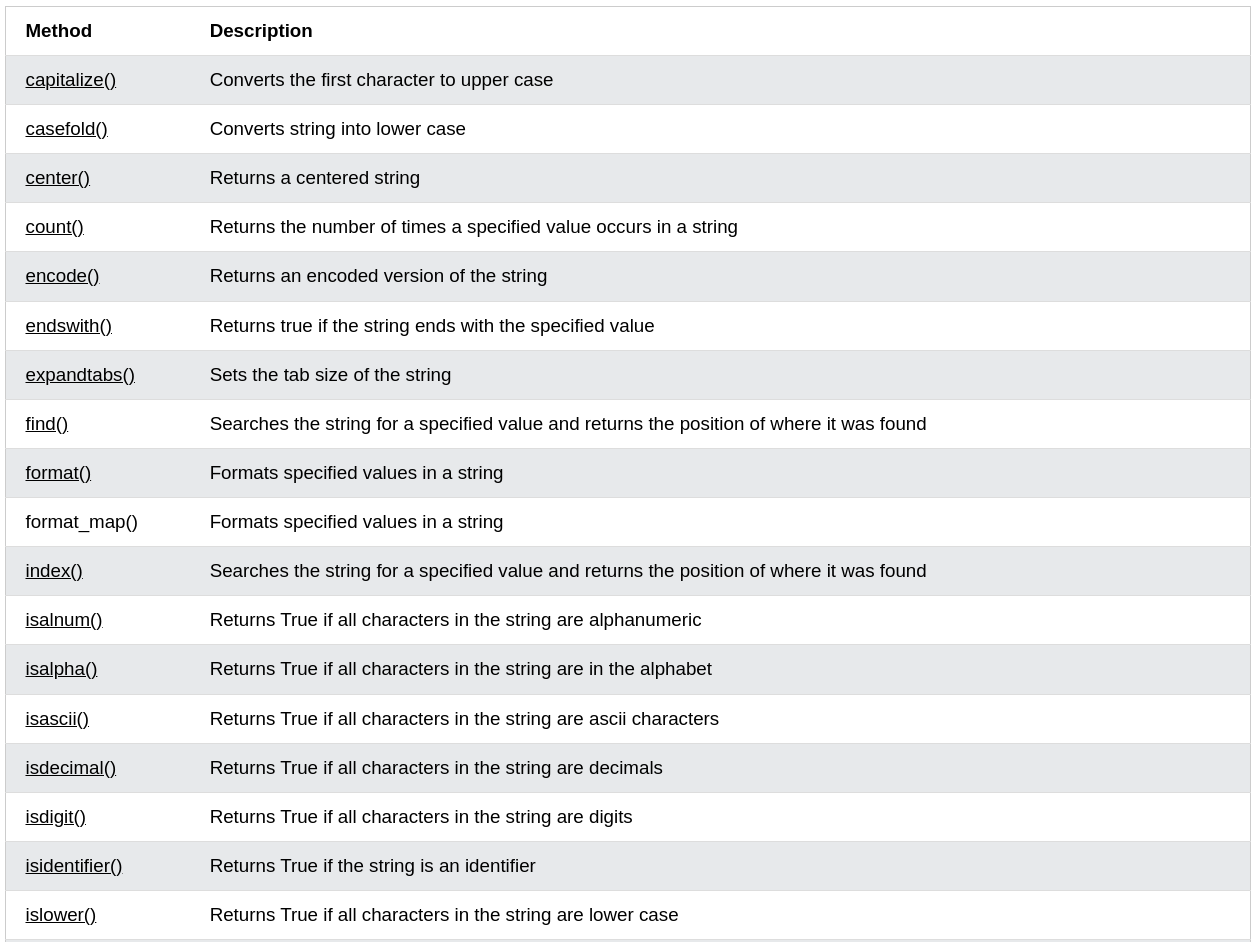 Method Description
capitalize() Converts the first character to upper case
casefold() Converts string into lower case
center() Returns a centered string
count() Returns the number of times a specified value occurs in a string
encode() Returns an encoded version of the string
endswith() Returns true if the string ends with the specified value
expandtabs() Sets the tab size of the string
find() Searches the string for a specified value and returns the position of where it was found
format() Formats specified values in a string
format_map() Formats specified values in a string
index() Searches the string for a specified value and returns the position of where it was found
isalnum() Returns True if all characters in the string are alphanumeric
isalpha() Returns True if all characters in the string are in the alphabet
isascii() Returns True if all characters in the string are ascii characters
isdecimal() Returns True if all characters in the string are decimals
isdigit() Returns True if all characters in the string are digits
isidentifier() Returns True if the string is an identifier
islower() Returns True if all characters in the string are lower case